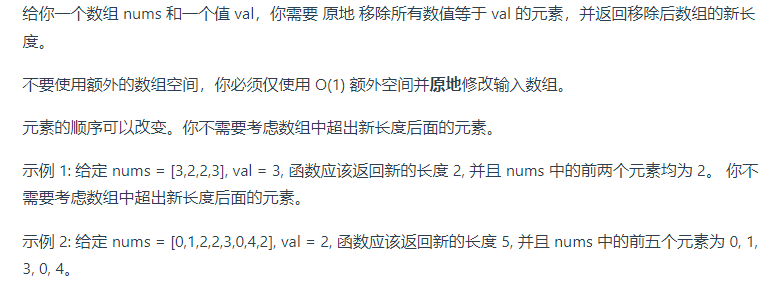 给你一个数组 nums 和一个值 val，你需要 原地 移除所有数值等于 val 的元素，并返回移除后数组的新长
度。
不要使用额外的数组空间，你必须仅使用 O(1) 额外空间并原地修改输入数组。
元素的顺序可以改变。你不需要考虑数组中超出新长度后面的元素。
示例 1: 给定 nums = [3,2,2,3], val = 3, 函数应该返回新的长度 2, 并且 nums 中的前两个元素均为 2。 你不
需要考虑数组中超出新长度后面的元素。
示例 2: 给定 nums = [0,1,2,2,3,0,4,2], val = 2, 函数应该返回新的长度 5, 并且 nums 中的前五个元素为 0, 1,
3, 0, 4。